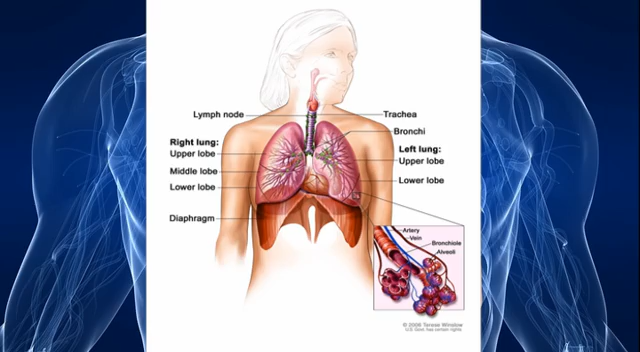 Lymph node
Trachea
Bronchi
Right lung:
Upper lobe
Middle lobe
Lower lobe
Left lung:
Upper lobe
Lower lobe
Diaphragm
Artery
Vein
Bronchiole
Alveoli
© 2006 Terese Winslow
U.S. Govt. has certain rights